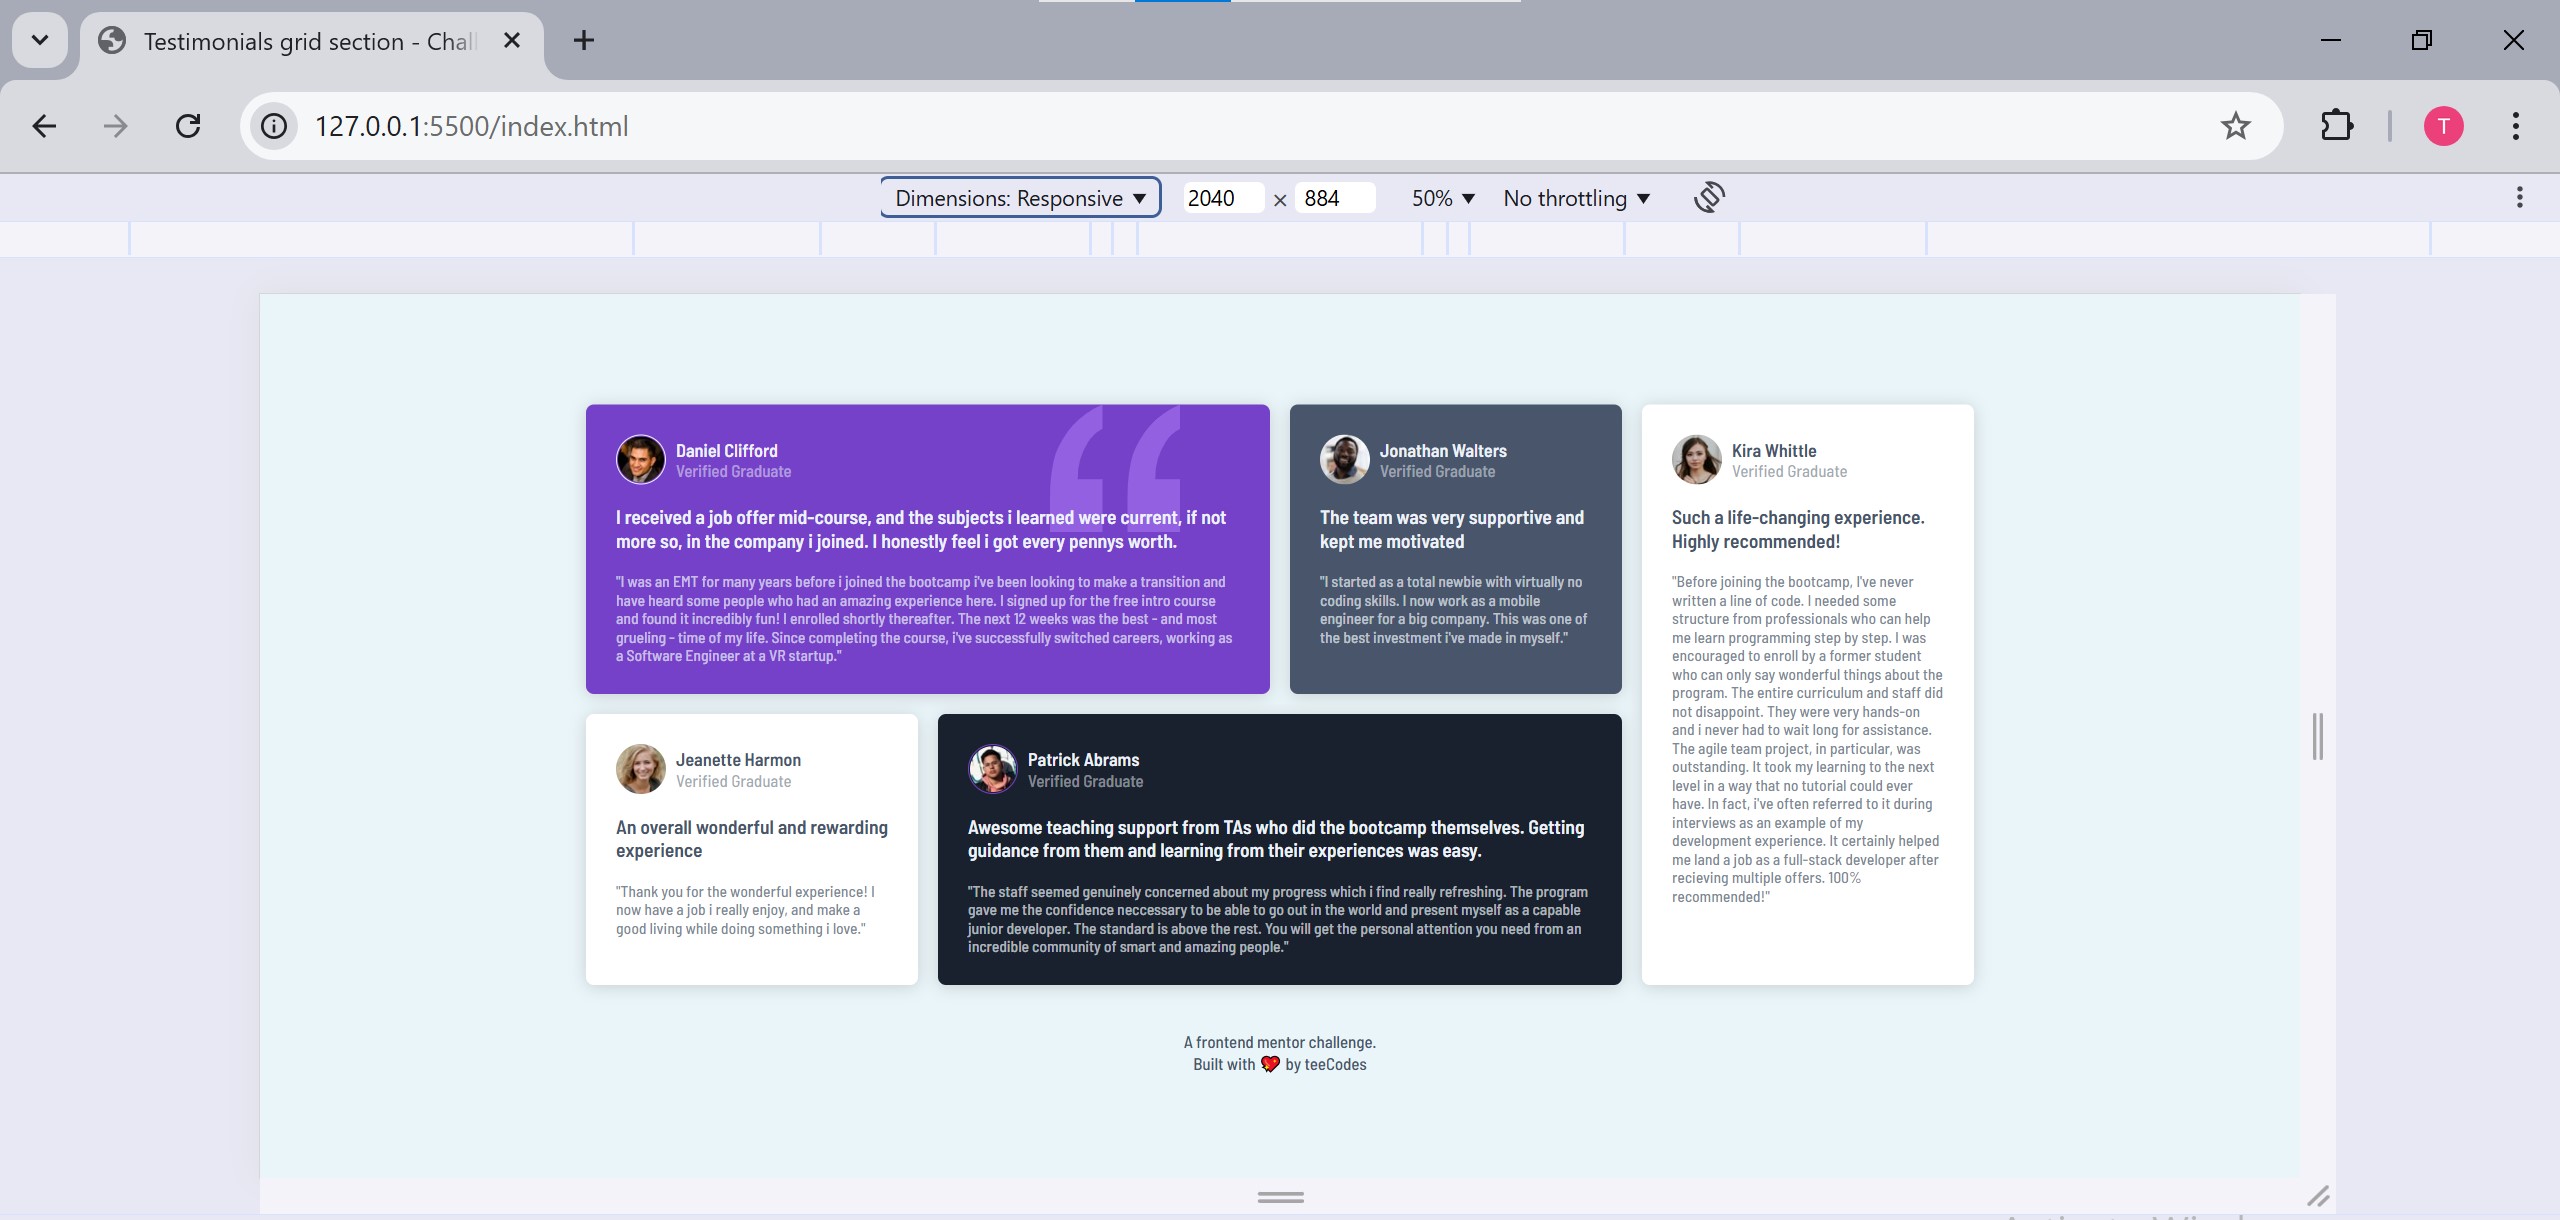 Testimonials grid section - Chal
127.0.0.1:5500/index.html
T
Dimensions: Responsive ▼ 2040 × 884 50% ▼ No throttling ▼
Daniel Clifford
Verified Graduate
I received a job offer mid-course, and the subjects i learned were current, if not
more so, in the company i joined. I honestly feel i got every pennys worth.
"I was an EMT for many years before i joined the bootcamp i've been looking to make a transition and
have heard some people who had an amazing experience here. I signed up for the free intro course
and found it incredibly fun! I enrolled shortly thereafter. The next 12 weeks was the best - and most
grueling - time of my life. Since completing the course, i've successfully switched careers, working as
a Software Engineer at a VR startup."
Jonathan Walters
Verified Graduate
The team was very supportive and
kept me motivated
"I started as a total newbie with virtually no
coding skills. I now work as a mobile
engineer for a big company. This was one of
the best investment i've made in myself."
Kira Whittle
Verified Graduate
Such a life-changing experience.
Highly recommended!
"Before joining the bootcamp, I've never
written a line of code. I needed some
structure from professionals who can help
me learn programming step by step. I was
encouraged to enroll by a former student
who can only say wonderful things about the
program. The entire curriculum and staff did
not disappoint. They were very hands-on
and i never had to wait long for assistance.
The agile team project, in particular, was
outstanding. It took my learning to the next
level in a way that no tutorial could ever
have. In fact, i've often referred to it during
interviews as an example of my
development experience. It certainly helped
me land a job as a full-stack developer after
recieving multiple offers. 100%
recommended!"
Jeanette Harmon
Verified Graduate
An overall wonderful and rewarding
experience
"Thank you for the wonderful experience! I
now have a job i really enjoy, and make a
good living while doing something i love."
Patrick Abrams
Verified Graduate
Awesome teaching support from TAs who did the bootcamp themselves. Getting
guidance from them and learning from their experiences was easy.
"The staff seemed genuinely concerned about my progress which i find really refreshing. The program
gave me the confidence neccessary to be able to go out in the world and present myself as a capable
junior developer. The standard is above the rest. You will get the personal attention you need from an
incredible community of smart and amazing people."
A frontend mentor challenge.
Built with 💘 by teeCodes